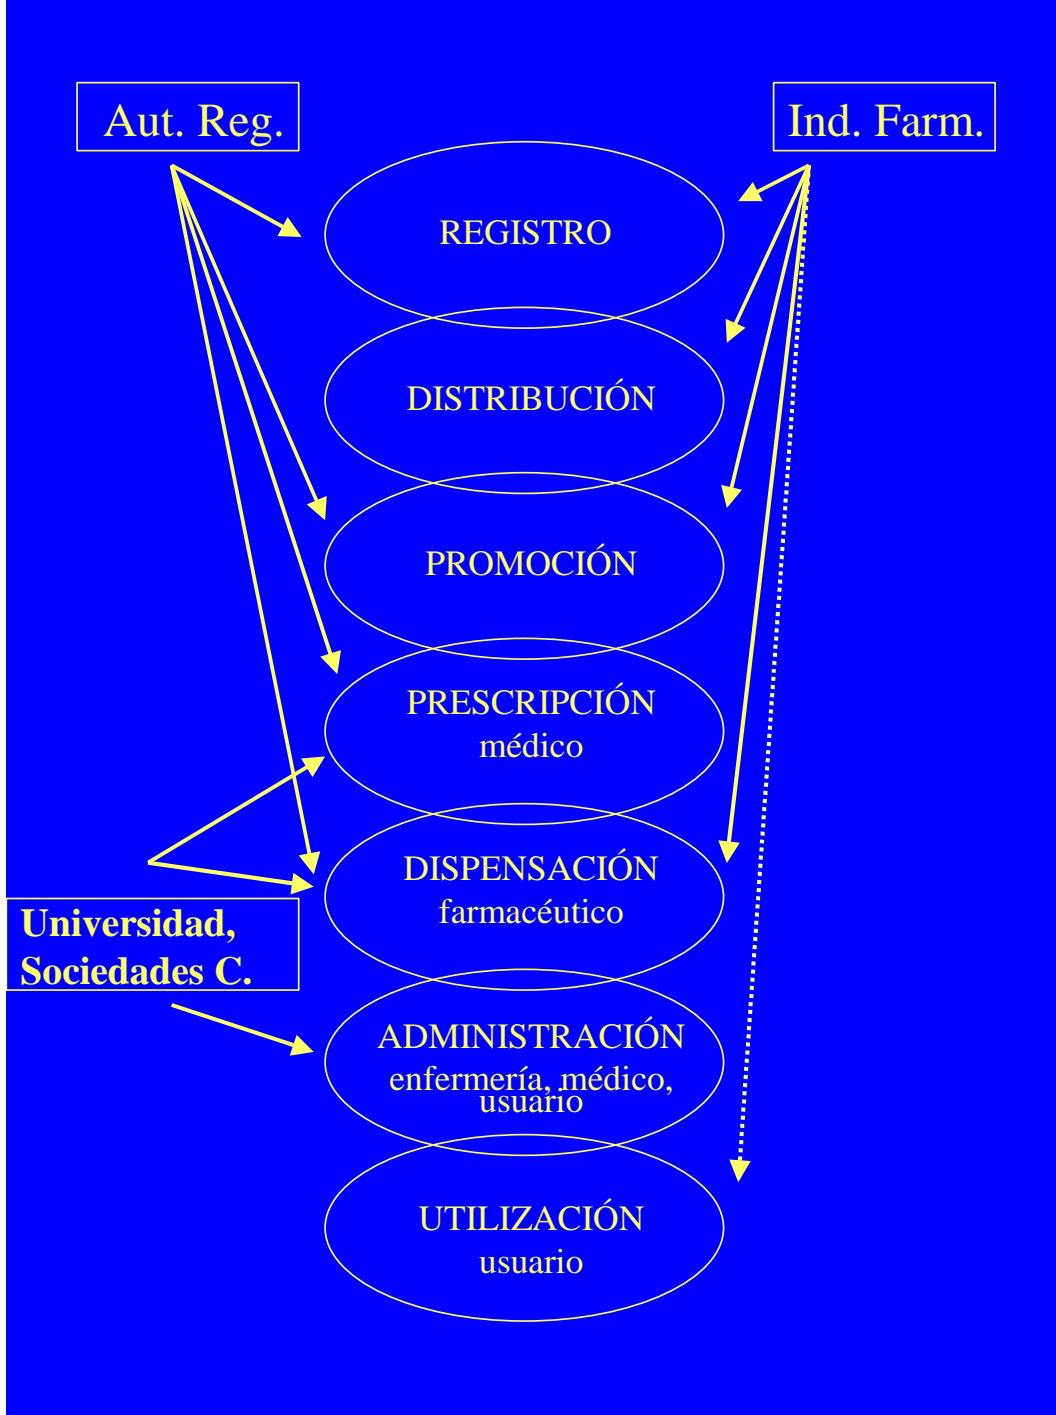 Aut. Reg.
Ind. Farm.
REGISTRO
DISTRIBUCIÓN
PROMOCIÓN
PRESCRIPCIÓN
médico
DISPENSACIÓN
farmacéutico
Universidad,
Sociedades C.
ADMINISTRACIÓN
enfermería, médico,
usuario
UTILIZACIÓN
usuario